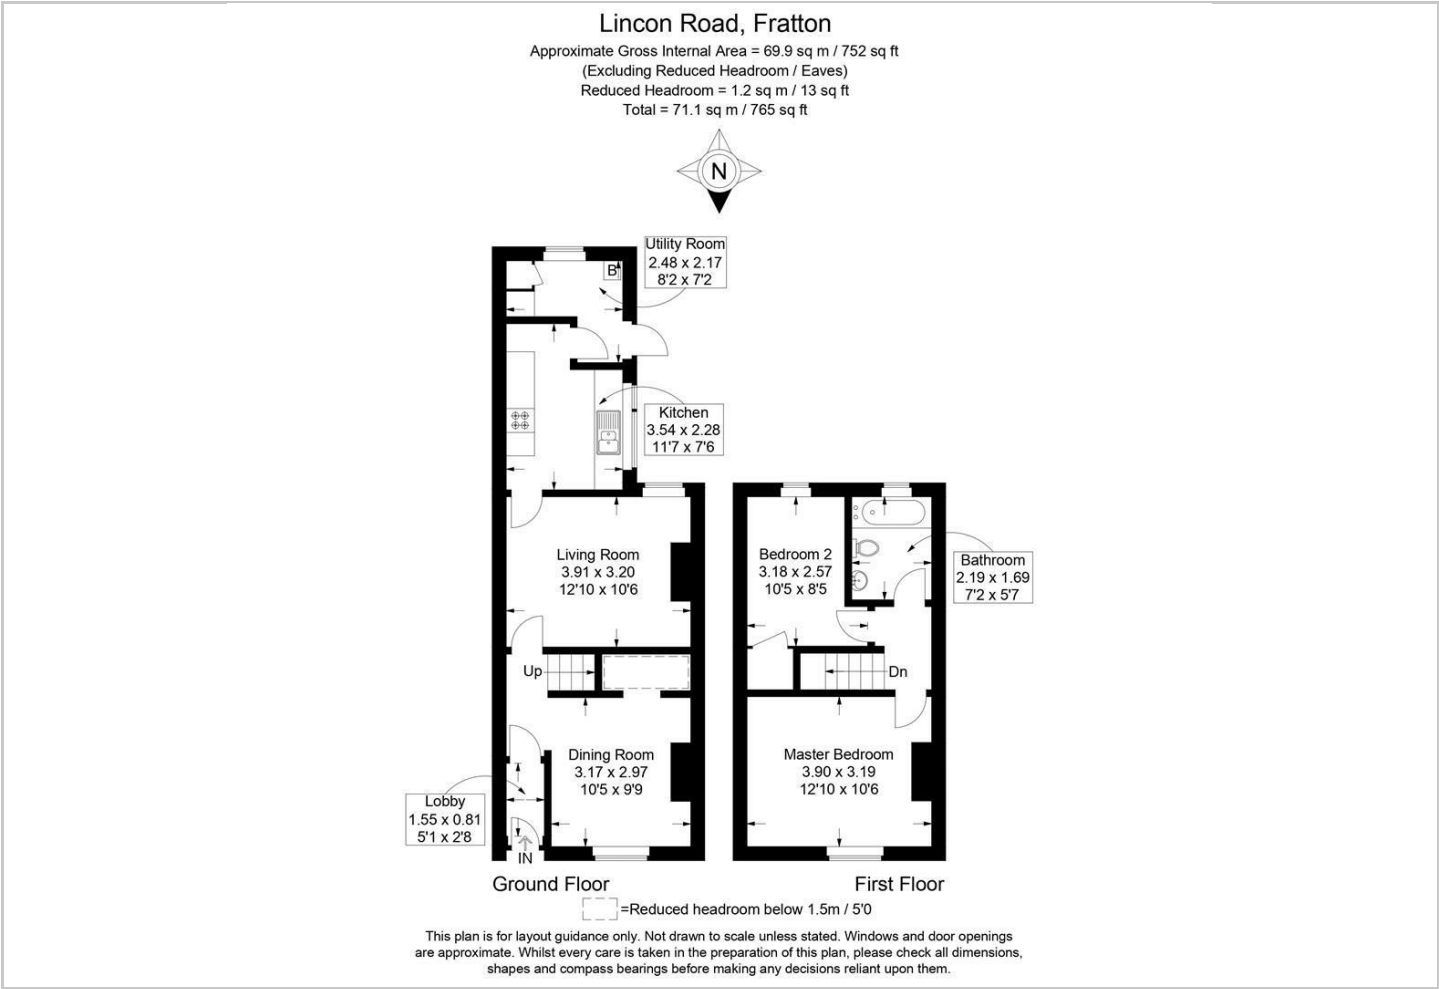 Lincon Road, Fratton
Approximate Gross Internal Area = 69.9 sq m / 752 sq ft
(Excluding Reduced Headroom / Eaves)
Reduced Headroom = 1.2 sq m / 13 sq ft
Total = 71.1 sq m / 765 sq ft
N
Utility Room
2.48 x 2.17
8'2 x 7'2
B
Kitchen
3.54 x 2.28
11'7 x 7'6
Living Room
3.91 x 3.20
12'10 x 10'6
Up
Dining Room
3.17 x 2.97
10'5 x 9'9
Lobby
1.55 x 0.81
5'1 x 2'8
IN
Ground Floor
Bedroom 2
3.18 x 2.57
10'5 x 8'5
Bathroom
2.19 x 1.69
7'2 x 5'7
Dn
Master Bedroom
3.90 x 3.19
12'10 x 10'6
First Floor
=Reduced headroom below 1.5m / 5'0
This plan is for layout guidance only. Not drawn to scale unless stated. Windows and door openings
are approximate. Whilst every care is taken in the preparation of this plan, please check all dimensions,
shapes and compass bearings before making any decisions reliant upon them.